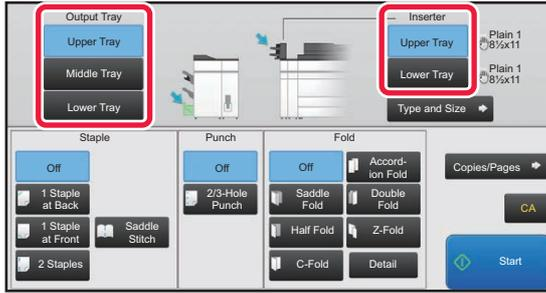 Output Tray
Upper Tray
Middle Tray
Lower Tray
Inserter
Upper Tray
Plain 1
8½x11
Lower Tray
Plain 1
8½x11
Type and Size
Staple
Off
1 Staple
at Back
1 Staple
at Front
Saddle
Stitch
2 Staples
Punch
Off
2/3-Hole
Punch
Fold
Off
Accord-
ion Fold
Saddle
Fold
Double
Fold
Half Fold
Z-Fold
C-Fold
Detail
Copies/Pages
CA
Start